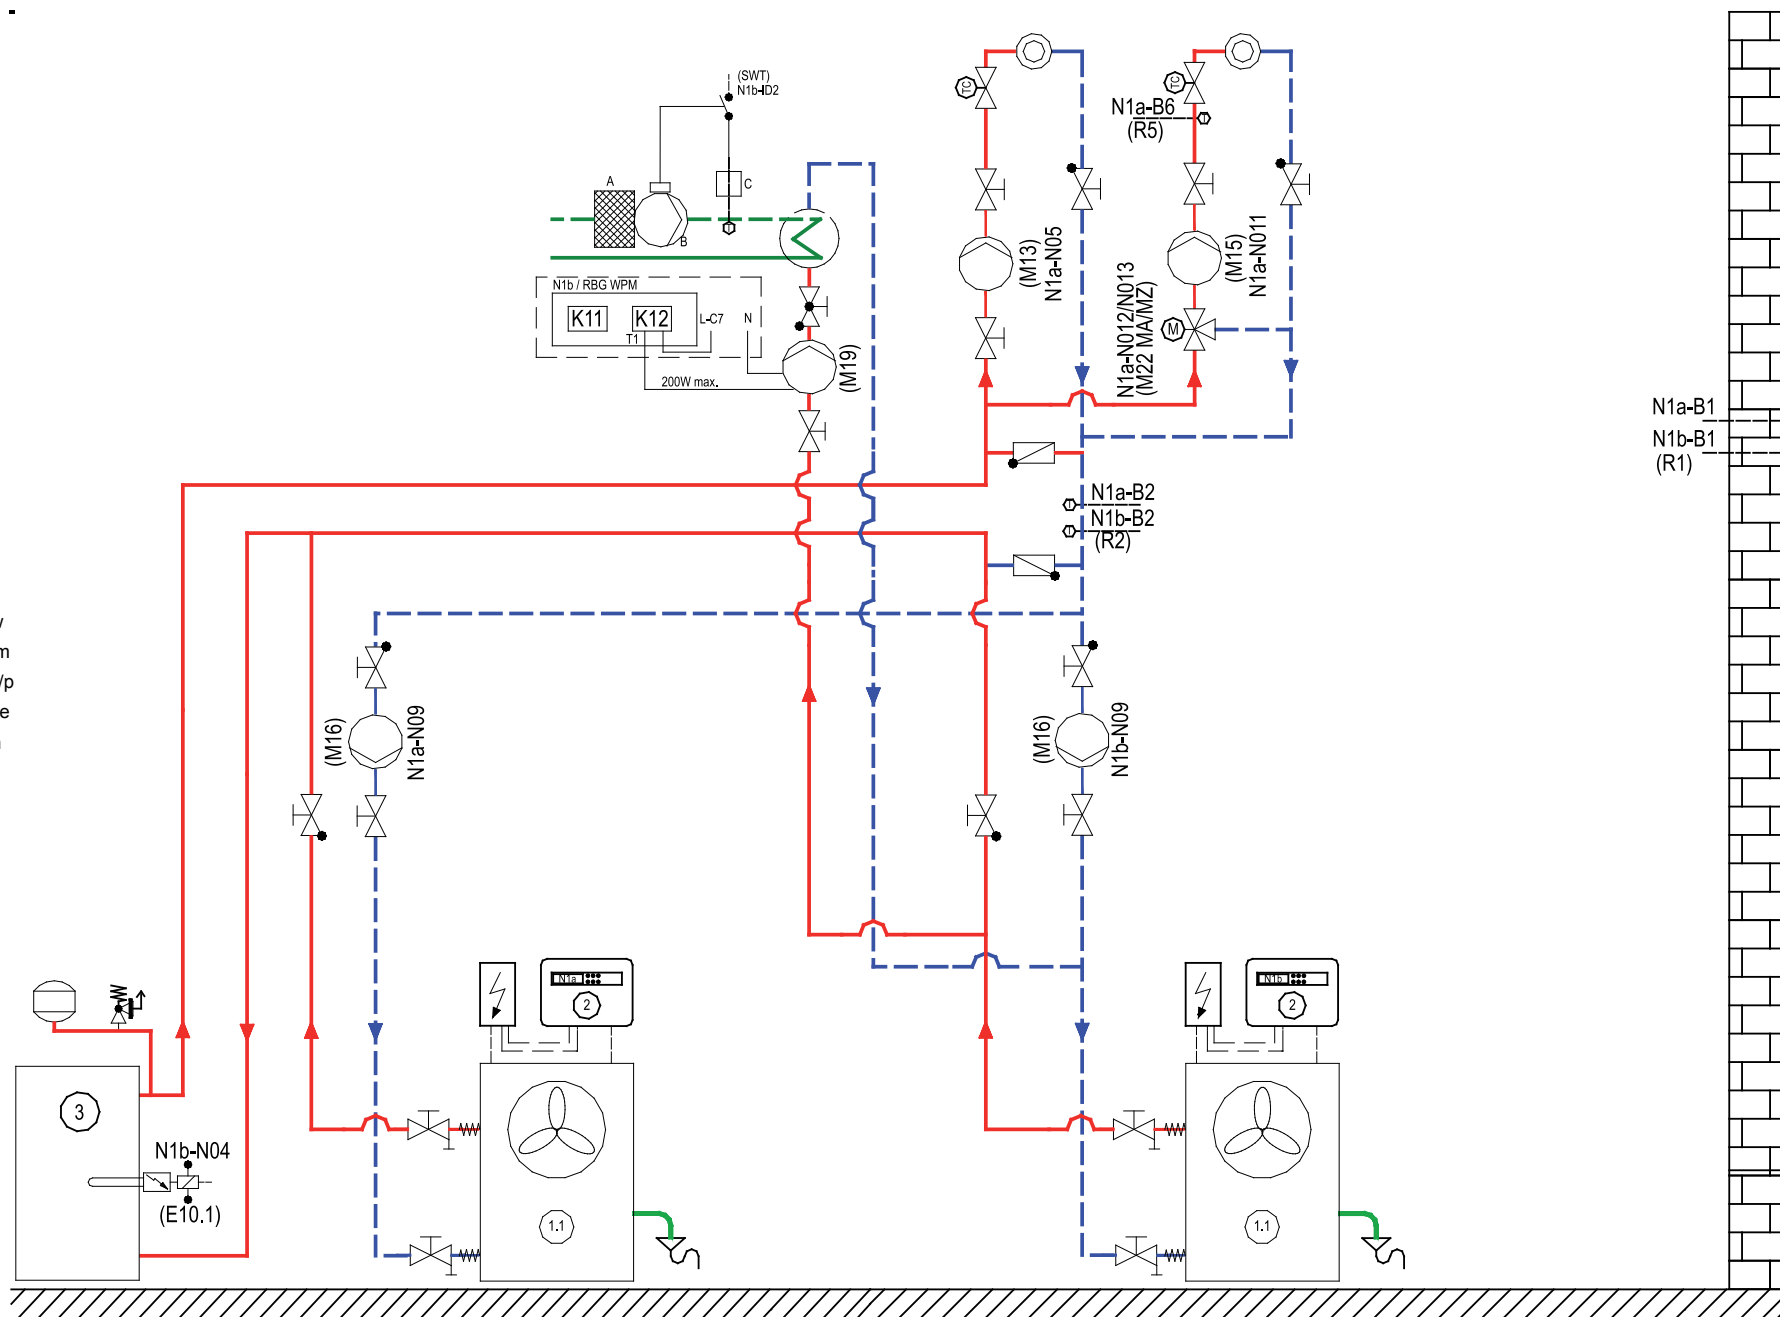 (SWT)
N1b-ID2
TC
TC
N1a-B6
(R5)
A
B
C
(M13)
N1a-N05
(M15)
N1a-N011
N1b / RBG WPM
K11
K12
T1
L-C7
N
200W max.
(M19)
N1a-N012/N013
(M22 MA/MZ)
M
N1a-B1
N1b-B1
(R1)
N1a-B2
N1b-B2
(R2)
m
/p
e
(M16)
N1a-N09
(M16)
N1b-N09
N1a
2
N1b
2
3
N1b-N04
(E10.1)
1.1
1.1